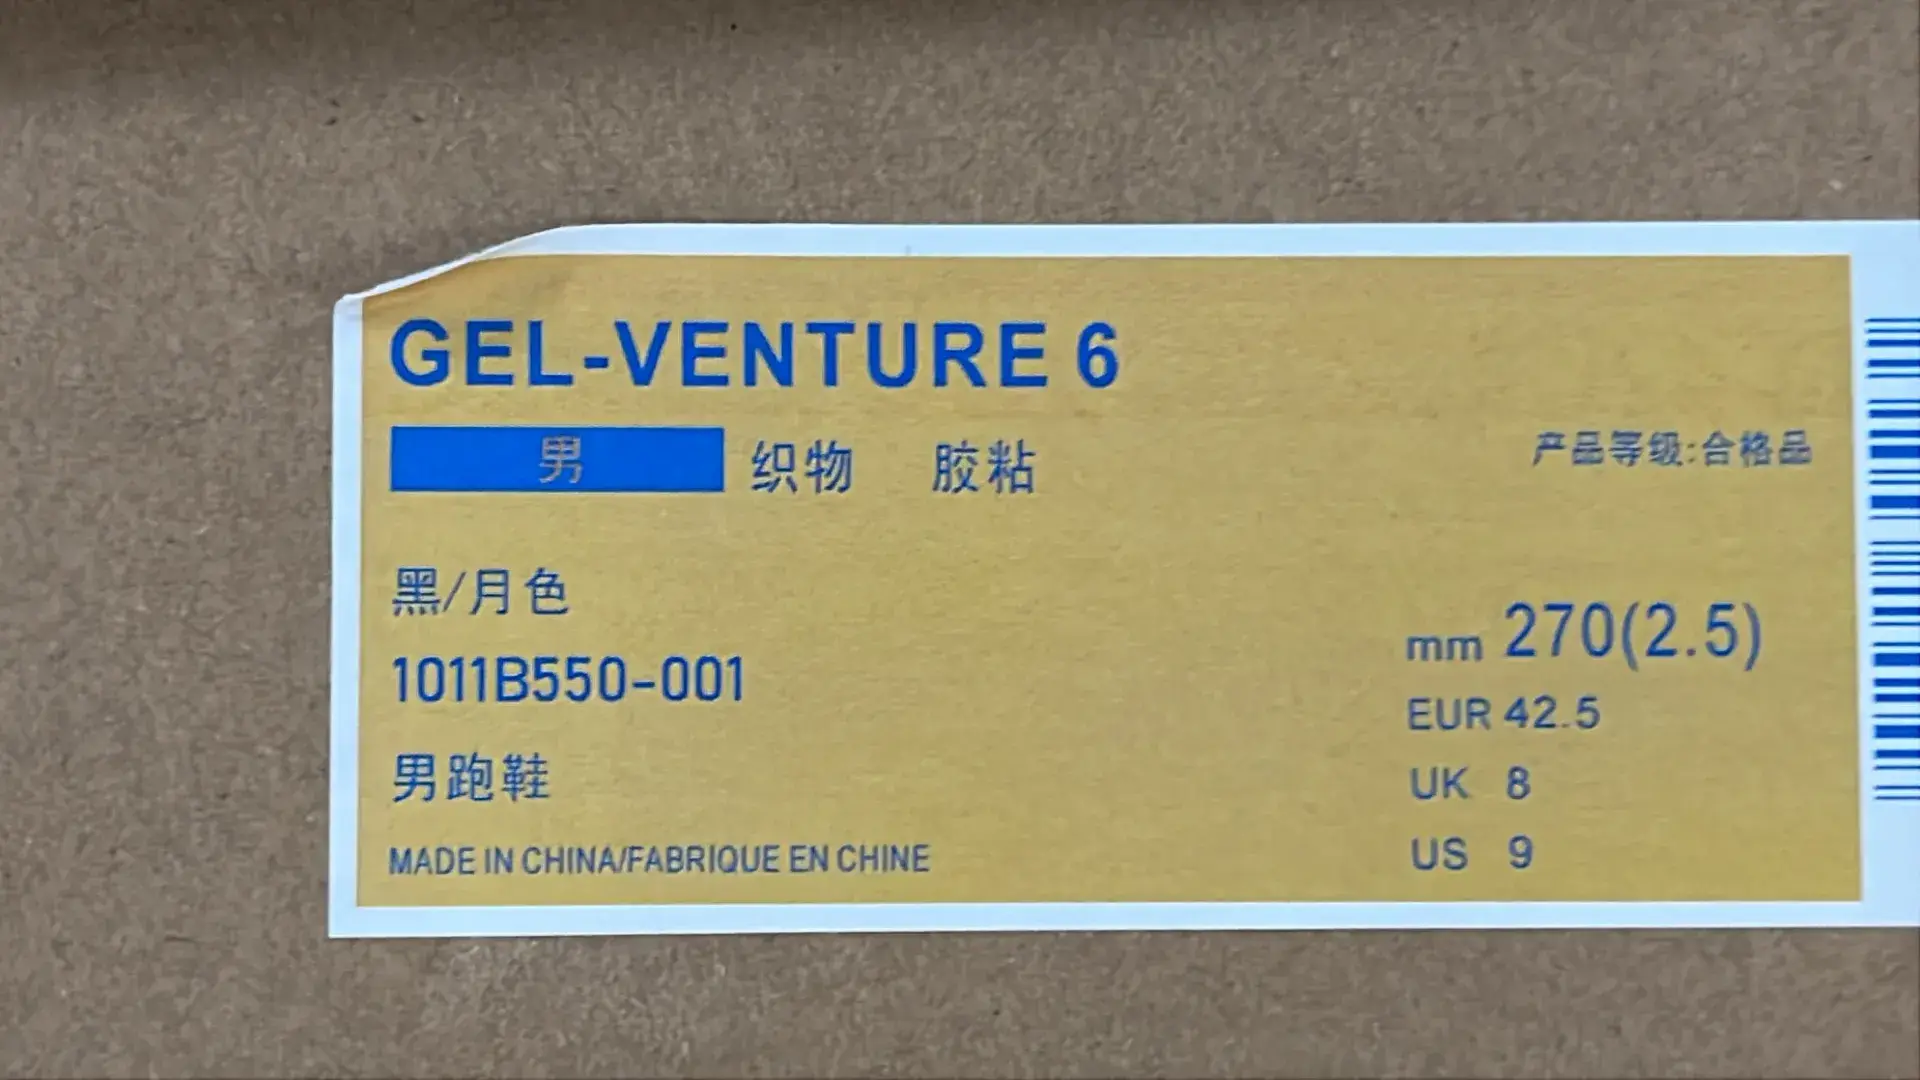 GEL-VENTURE 6
男 织物 胶粘
产品等级:合格品
黑/月色
1011B550-001
男跑鞋
MADE IN CHINA/FABRIQUE EN CHINE
mm 270(2.5)
EUR 42.5
UK 8
US 9